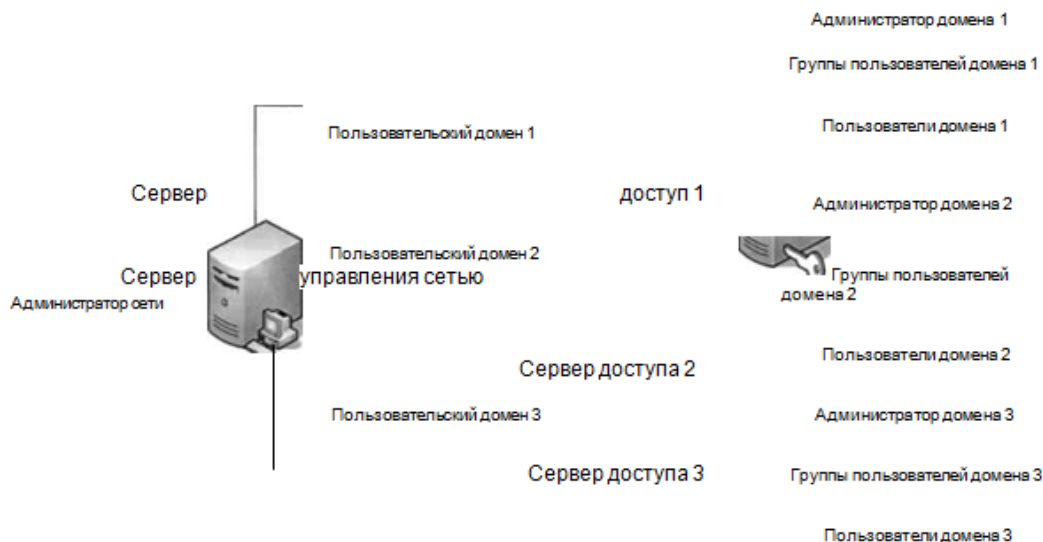 Администратор домена 1
Группы пользователей домена 1
Пользовательский домен 1
Пользователи домена 1
Сервер
доступ 1
Администратор домена 2
Пользовательский домен 2
Сервер управления сетью
Группы пользователей
домена 2
Администратор сети
Пользователи домена 2
Сервер доступа 2
Пользовательский домен 3
Администратор домена 3
Сервер доступа 3
Группы пользователей домена 3
Пользователи домена 3